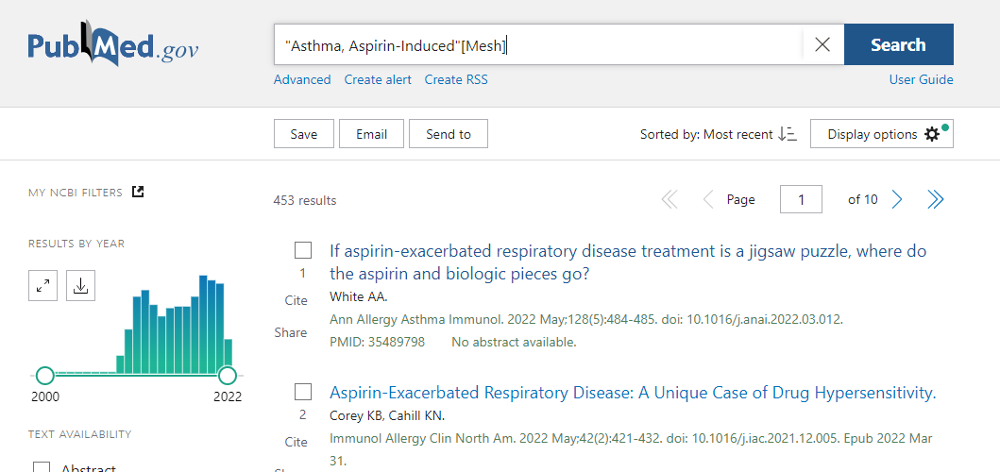 PubMed.gov
"Asthma, Aspirin-Induced"[Mesh]
Search
Advanced Create alert Create RSS
User Guide
Save Email Send to
Sorted by: Most recent
Display options
MY NCBI FILTERS
453 results
Page 1 of 10
RESULTS BY YEAR
2000 2022
TEXT AVAILABILITY
Abstract
If aspirin-exacerbated respiratory disease treatment is a jigsaw puzzle, where do
the aspirin and biologic pieces go?
1
White AA.
Cite
Ann Allergy Asthma Immunol. 2022 May;128(5):484-485. doi: 10.1016/j.anai.2022.03.012.
Share
PMID: 35489798 No abstract available.
Aspirin-Exacerbated Respiratory Disease: A Unique Case of Drug Hypersensitivity.
2
Corey KB, Cahill KN.
Cite
Immunol Allergy Clin North Am. 2022 May;42(2):421-432. doi: 10.1016/j.iac.2021.12.005. Epub 2022 Mar
31.
Share